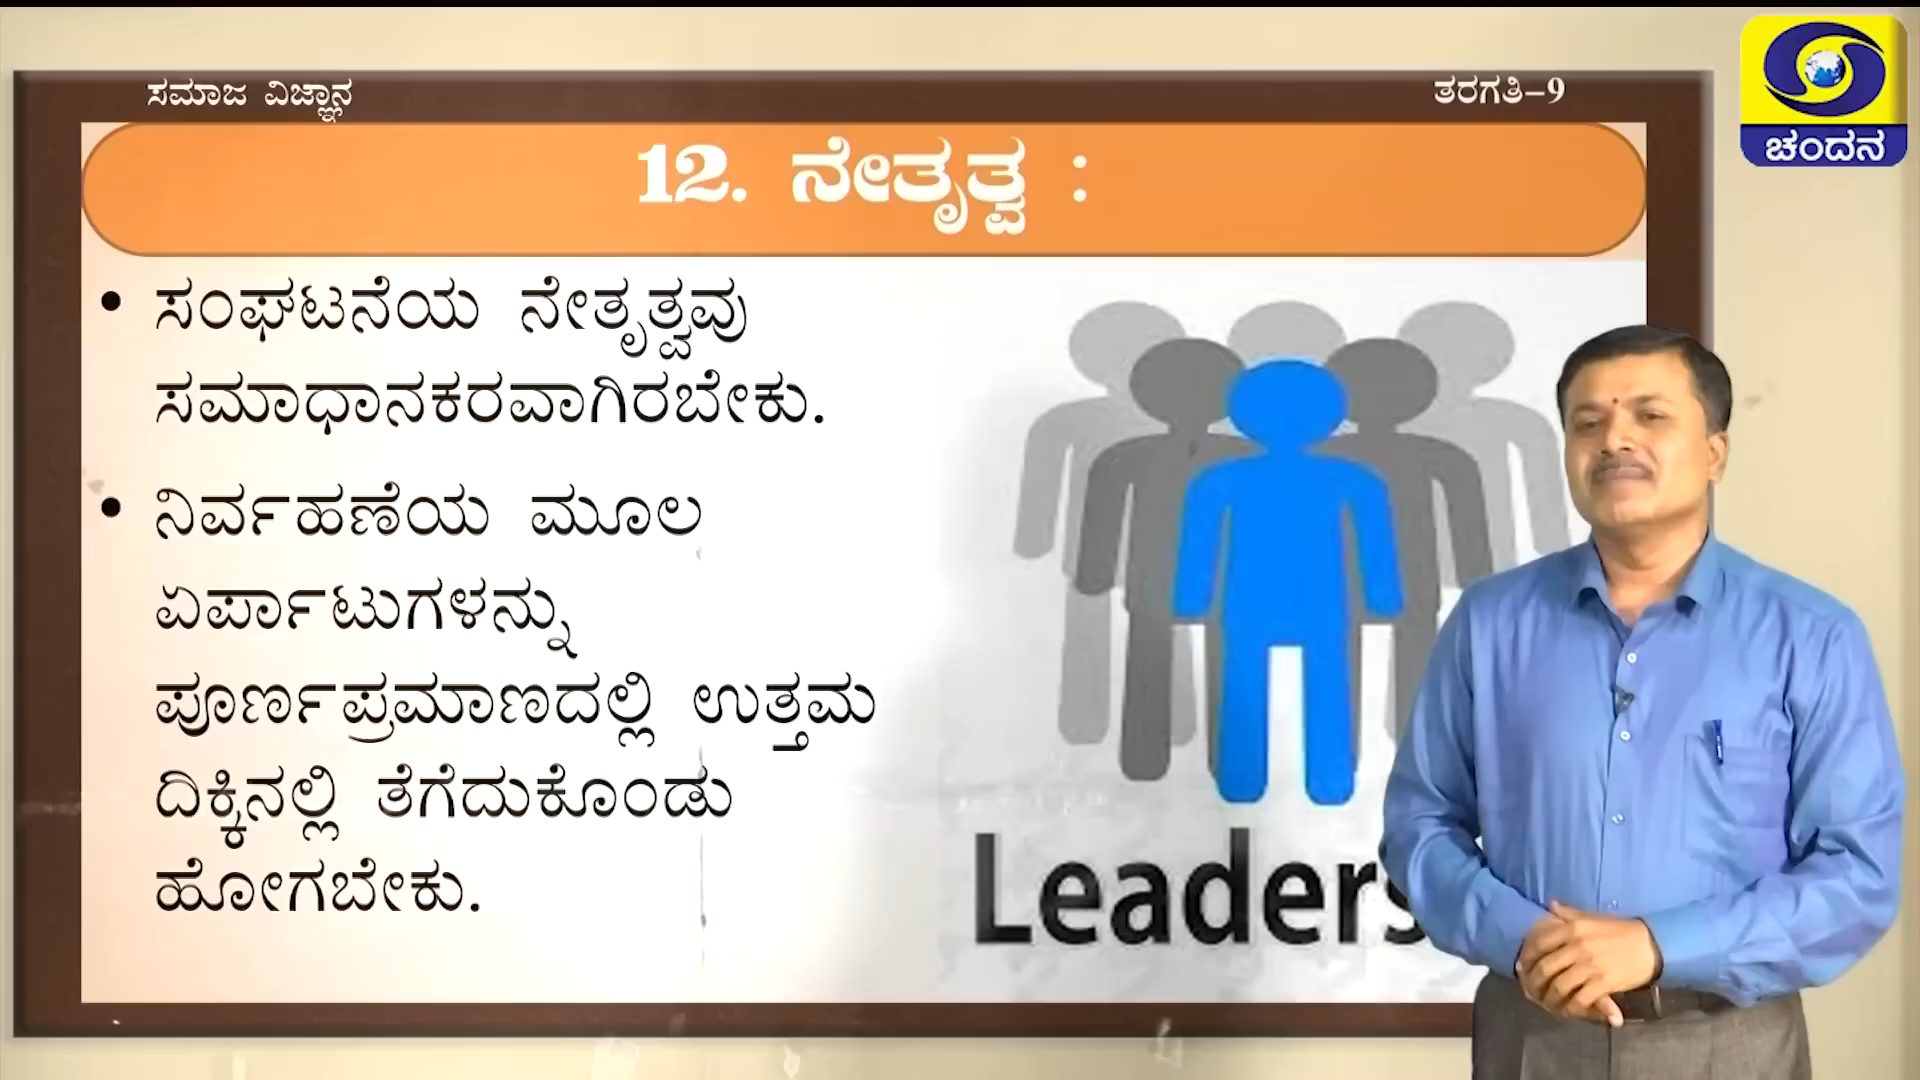 ಸಮಾಜ ವಿಜ್ಞಾನ
ತರಗತಿ–9
ಚಂದನ
12. ನೇತೃತ್ವ :
• ಸಂಘಟನೆಯ ನೇತೃತ್ವವು
ಸಮಾಧಾನಕರವಾಗಿರಬೇಕು.
• ನಿರ್ವಹಣೆಯ ಮೂಲ
ಏರ್ಪಾಟುಗಳನ್ನು
ಪೂರ್ಣಪ್ರಮಾಣದಲ್ಲಿ ಉತ್ತಮ
ದಿಕ್ಕಿನಲ್ಲಿ ತೆಗೆದುಕೊಂಡು
ಹೋಗಬೇಕು.
Leaders